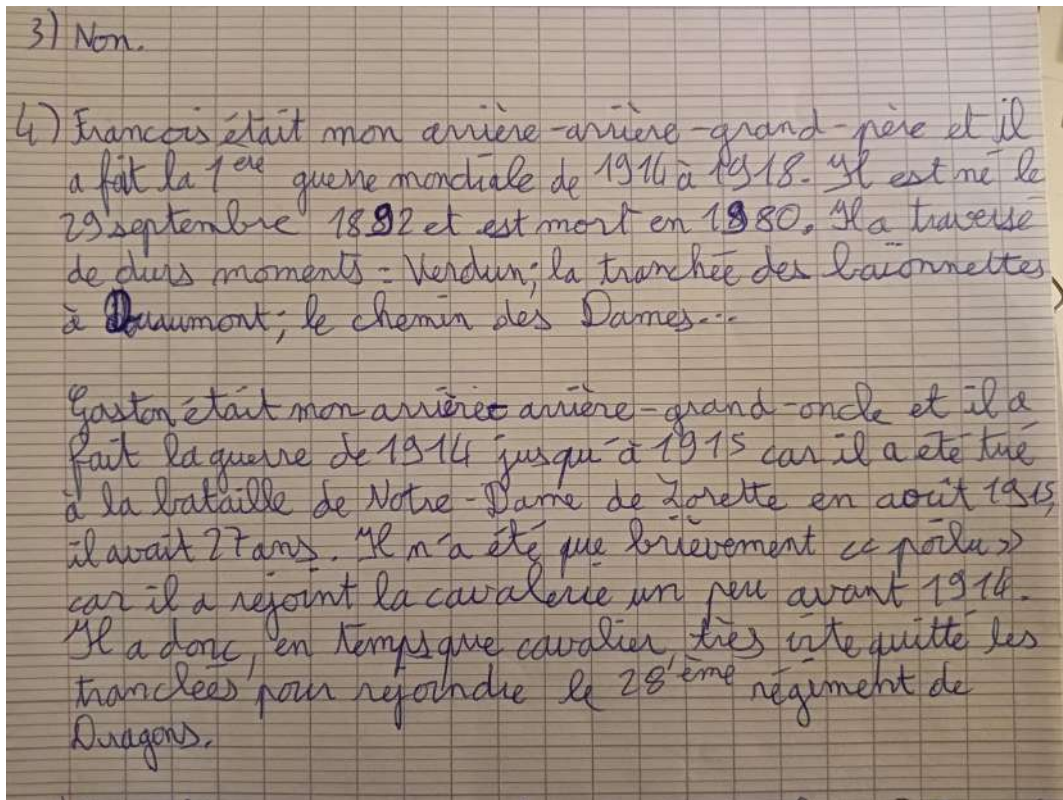 3) Non.
4) Francois était mon arrière-arrière-grand-père et il
a fait la 1ère guerre mondiale de 1914 à 1918. Il est né le
29 septembre 1892 et est mort en 1980. Il a traversé
de durs moments : Verdun; la tranchée des baïonnettes
à Duaumont; le chemin des Dames...
Gaston était mon arrière arrière-grand-oncle et il a
fait la guerre de 1914 jusqu'à 1915 car il a été tué
à la bataille de Notre-Dame de Lorette en août 1915,
il avait 27 ans. Il n'a été que brièvement « poilu »
car il a rejoint la cavalerie un peu avant 1914.
Il a donc, en temps que cavalier, très vite quitté les
tranchées pour rejoindre le 28ème régiment de
Dragons.